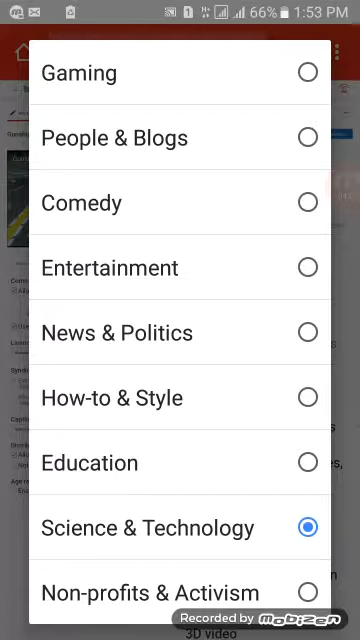 66% 1:53 PM
Gaming
People & Blogs
Comedy
Entertainment
News & Politics
How-to & Style
Education
Science & Technology
Non-profits & Activism
Recorded by mobizen
3D video